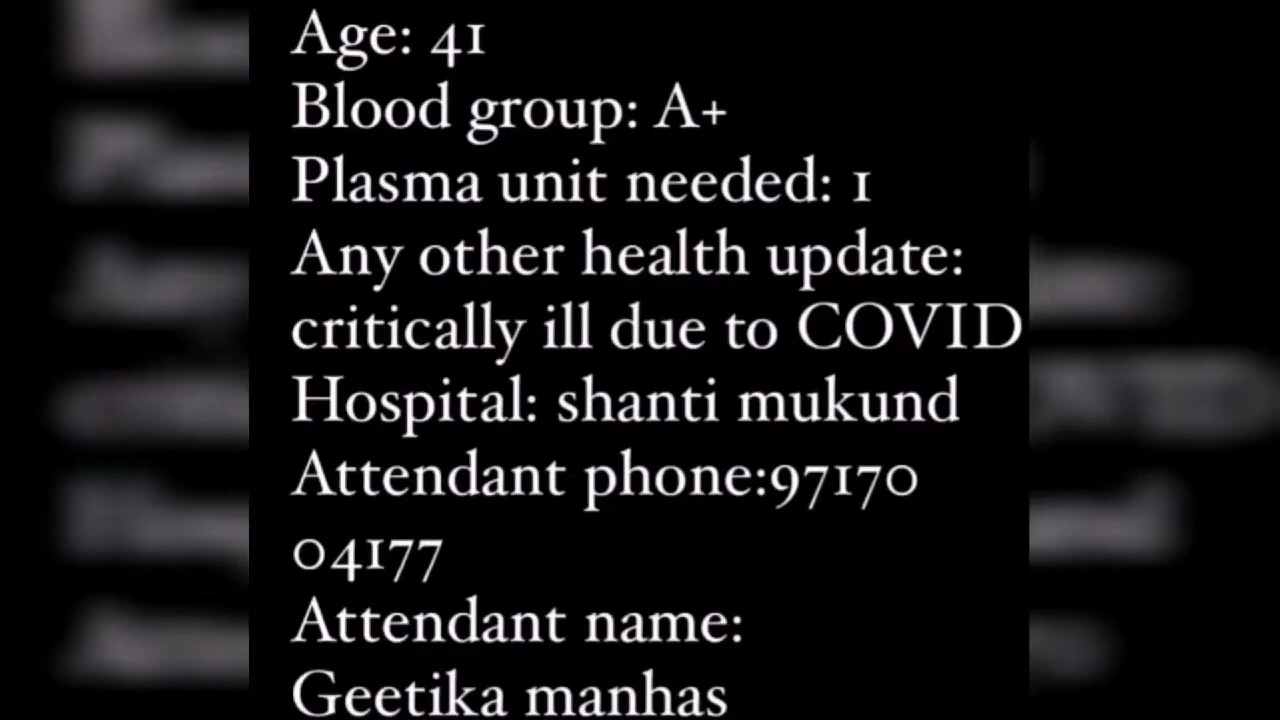 Age: 41
Blood group: A+
Plasma unit needed: 1
Any other health update:
critically ill due to COVID
Hospital: shanti mukund
Attendant phone:97170
04177
Attendant name:
Geetika manhas